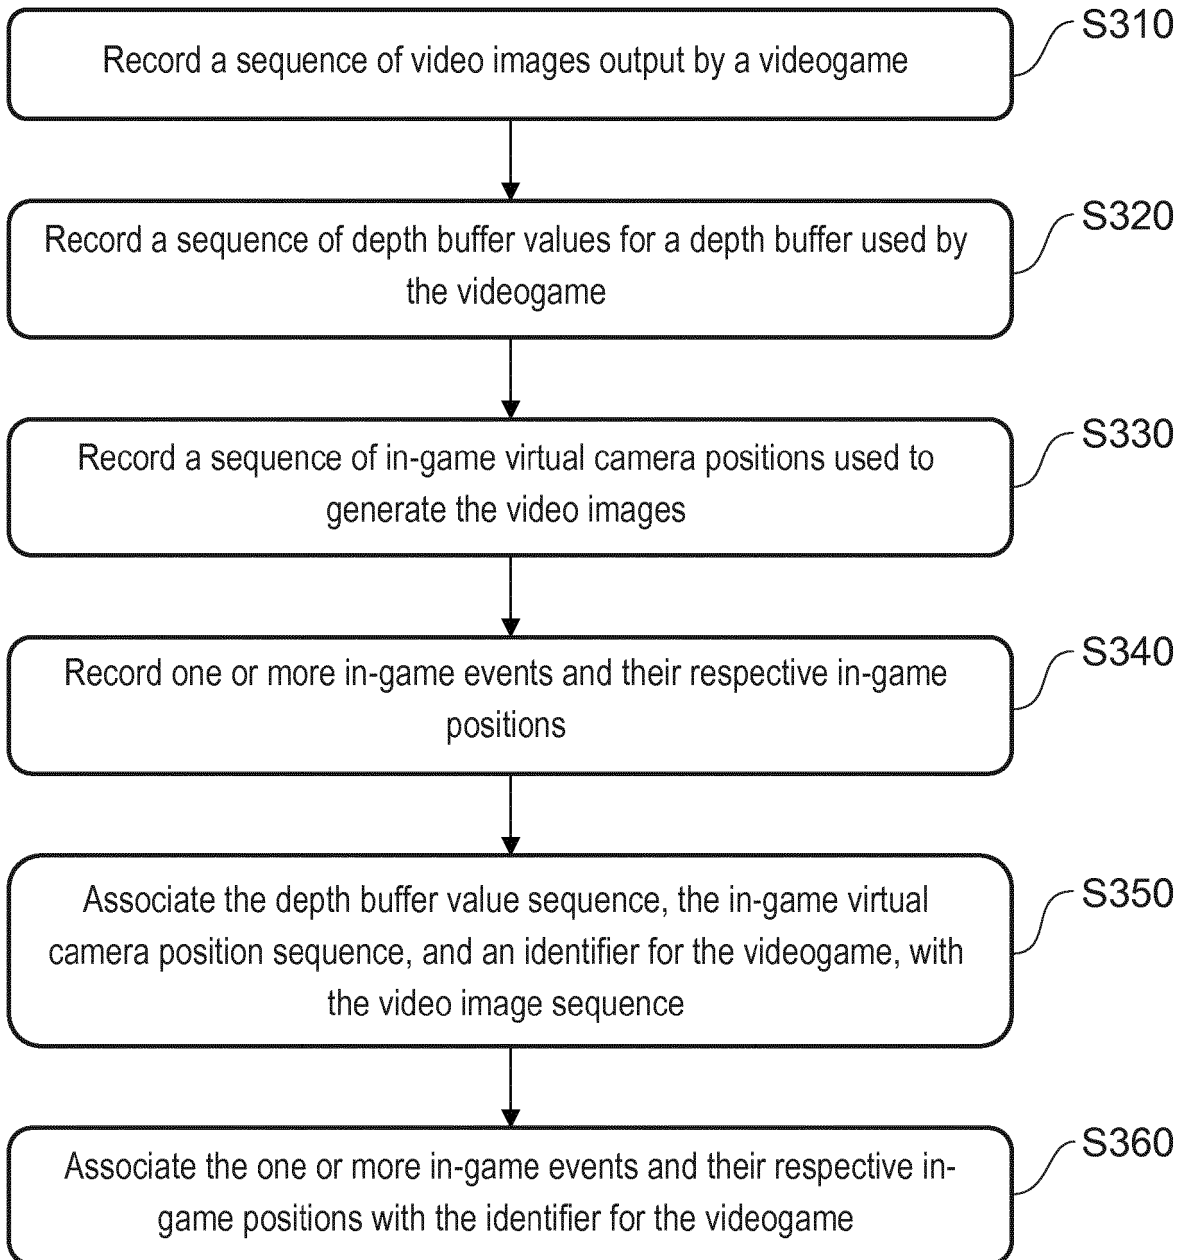 Record a sequence of video images output by a videogame
S310
Record a sequence of depth buffer values for a depth buffer used by
the videogame
S320
Record a sequence of in-game virtual camera positions used to
generate the video images
S330
Record one or more in-game events and their respective in-game
positions
S340
Associate the depth buffer value sequence, the in-game virtual
camera position sequence, and an identifier for the videogame, with
the video image sequence
S350
Associate the one or more in-game events and their respective in-
game positions with the identifier for the videogame
S360